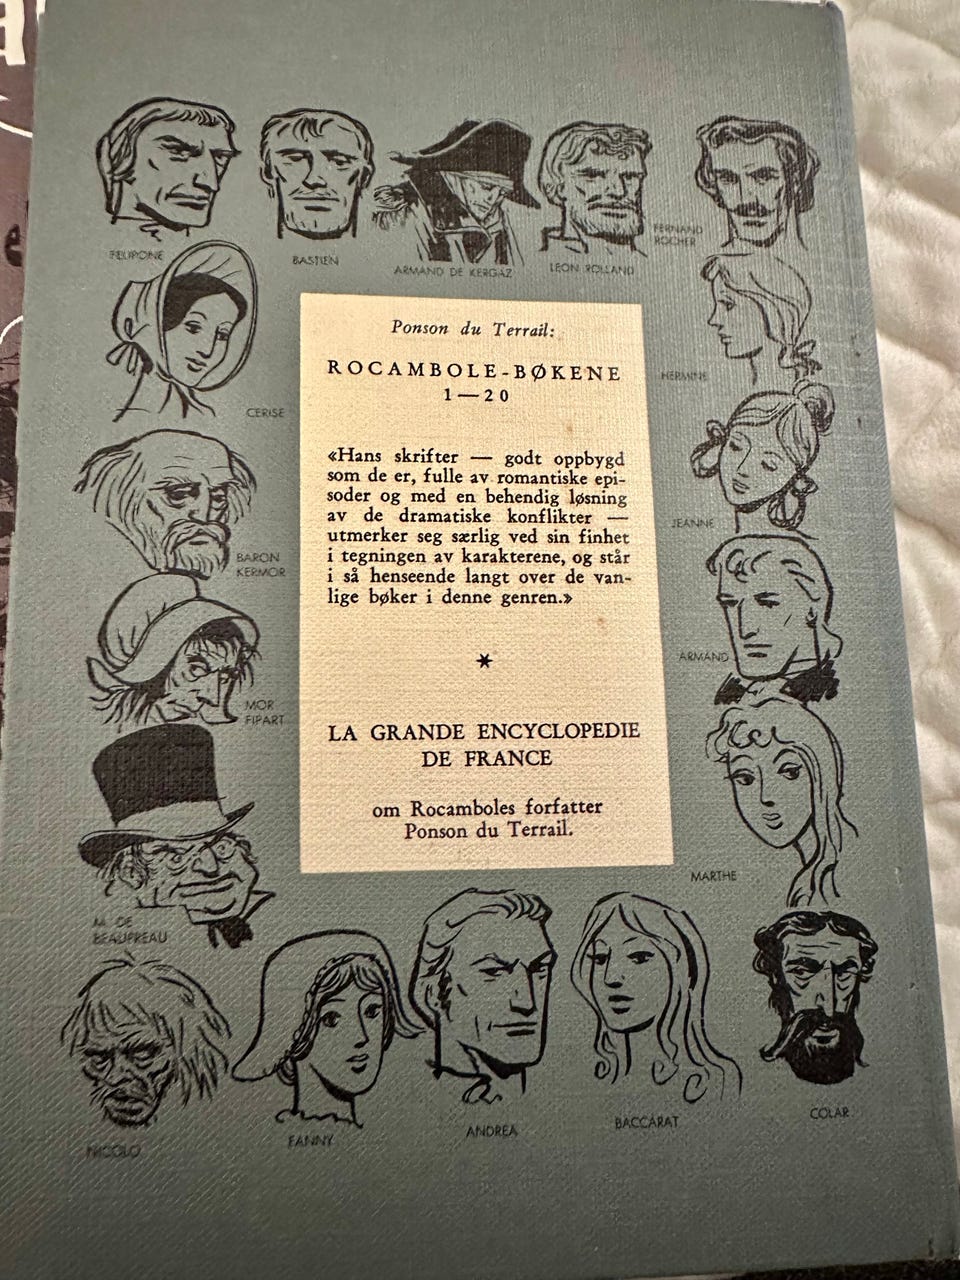 FELIPONE
BASTIEN
ARMAND DE KERGAZ
LEON ROLLAND
FERNAND
ROCHER
CERISE
HERMINE
JEANNE
BARON
KERMOR
ARMAND
MOR
FIPART
MARTHE
M. DE
BEAUPREAU
NICOLO
FANNY
ANDREA
BACCARAT
COLAR
Ponson du Terrail:
ROCAMBOLE-BØKENE
1—20
«Hans skrifter — godt oppbygd
som de er, fulle av romantiske epi-
soder og med en behendig løsning
av de dramatiske konflikter —
utmerker seg særlig ved sin finhet
i tegningen av karakterene, og står
i så henseende langt over de van-
lige bøker i denne genren.»
*
LA GRANDE ENCYCLOPEDIE
DE FRANCE
om Rocamboles forfatter
Ponson du Terrail.